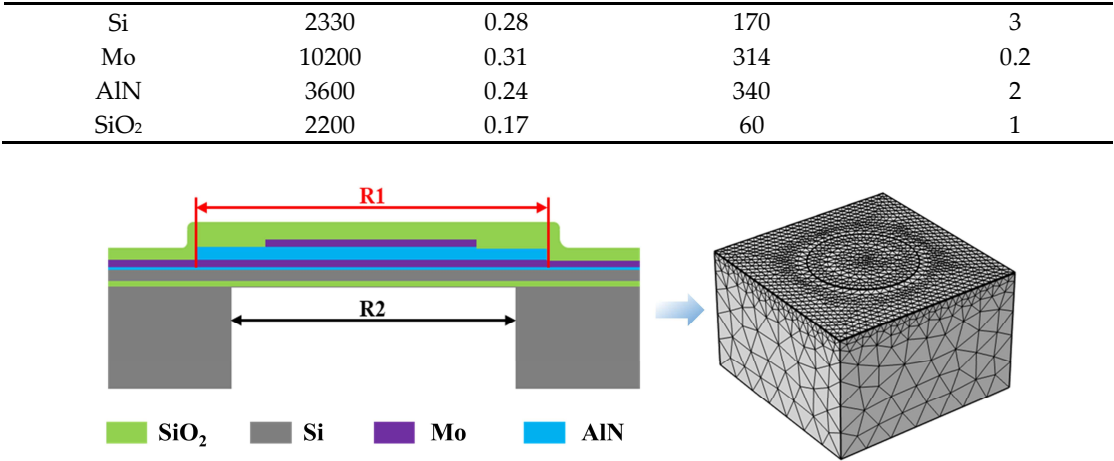 Si 2330 0.28 170 3
Mo 10200 0.31 314 0.2
AlN 3600 0.24 340 2
SiO2 2200 0.17 60 1
R1
R2
SiO2 Si Mo AlN